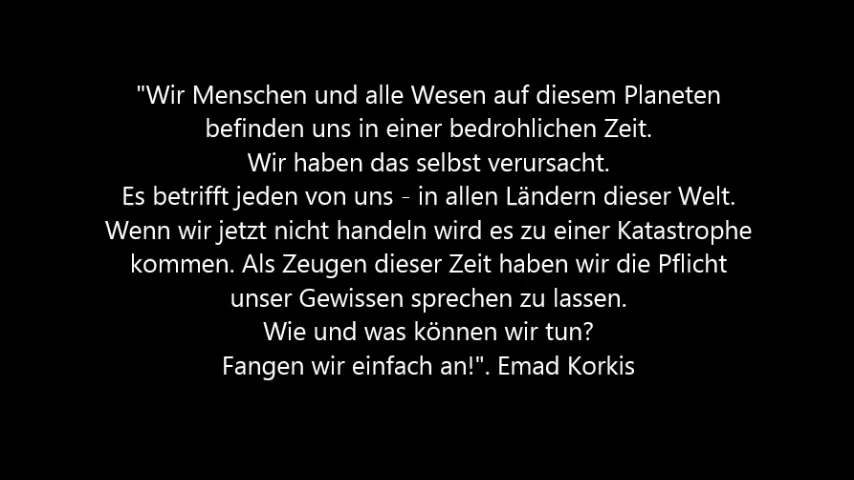 "Wir Menschen und alle Wesen auf diesem Planeten
befinden uns in einer bedrohlichen Zeit.
Wir haben das selbst verursacht.
Es betrifft jeden von uns - in allen Ländern dieser Welt.
Wenn wir jetzt nicht handeln wird es zu einer Katastrophe
kommen. Als Zeugen dieser Zeit haben wir die Pflicht
unser Gewissen sprechen zu lassen.
Wie und was können wir tun?
Fangen wir einfach an!". Emad Korkis